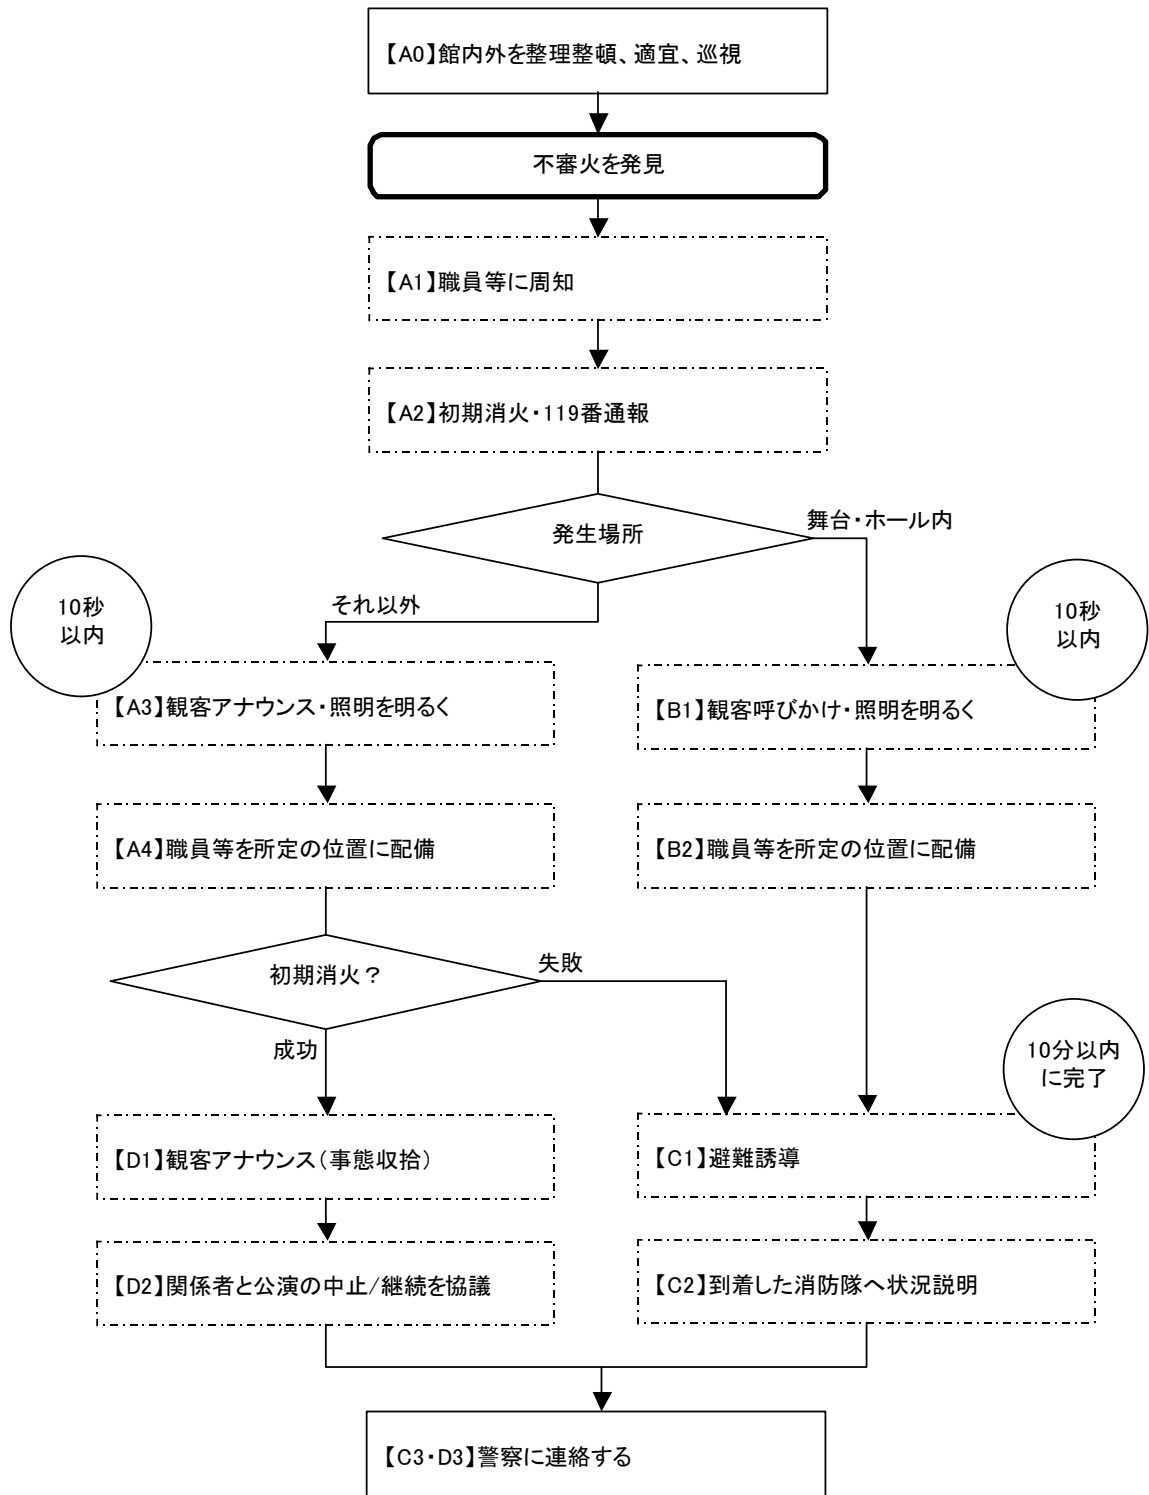 【A0】館内外を整理整頓、適宜、巡視
不審火を発見
【A1】職員等に周知
【A2】初期消火・119番通報
発生場所
舞台・ホール内
それ以外
10秒
以内
10秒
以内
【A3】観客アナウンス・照明を明るく
【B1】観客呼びかけ・照明を明るく
【A4】職員等を所定の位置に配備
【B2】職員等を所定の位置に配備
初期消火？
失敗
成功
10分以内
に完了
【D1】観客アナウンス（事態収拾）
【C1】避難誘導
【D2】関係者と公演の中止/継続を協議
【C2】到着した消防隊へ状況説明
【C3・D3】警察に連絡する